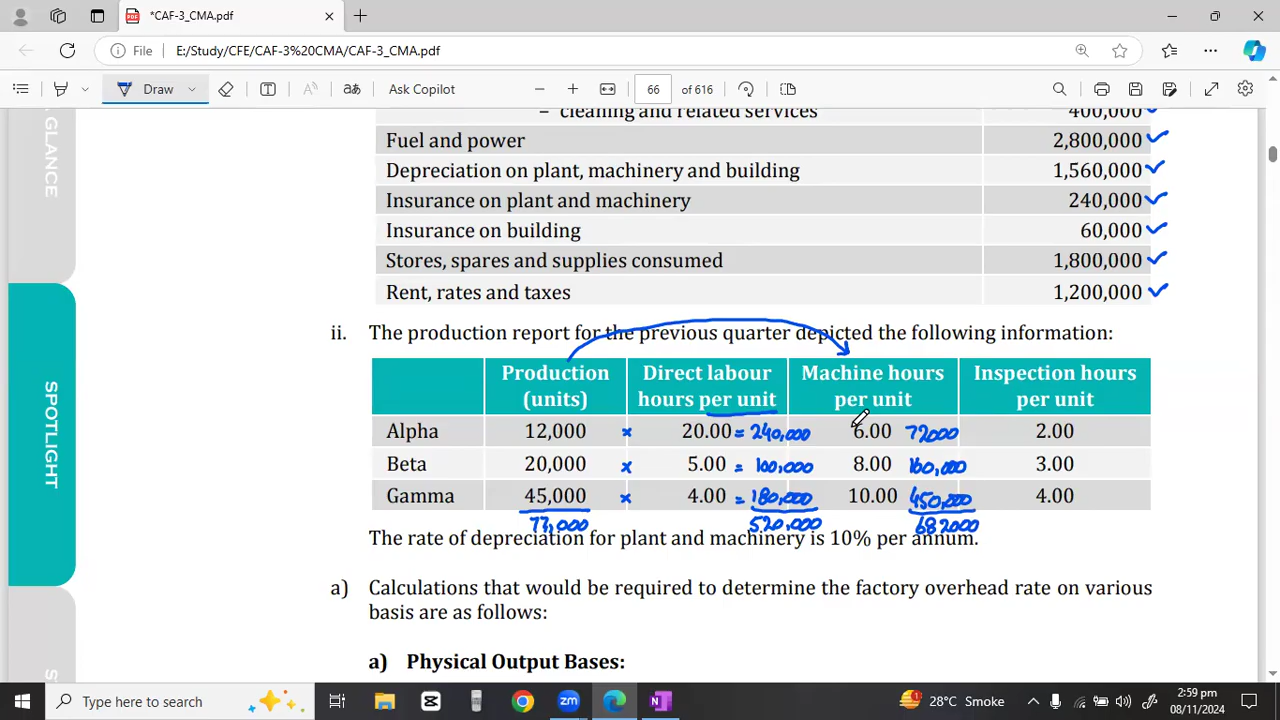 *CAF-3_CMA.pdf
File E:/Study/CFE/CAF-3%20CMA/CAF-3_CMA.pdf
Draw Ask Copilot 66 of 616
GLANCE
SPOTLIGHT
– cleaning and related services 400,000
Fuel and power 2,800,000
Depreciation on plant, machinery and building 1,560,000
Insurance on plant and machinery 240,000
Insurance on building 60,000
Stores, spares and supplies consumed 1,800,000
Rent, rates and taxes 1,200,000
ii. The production report for the previous quarter depicted the following information:
Production Direct labour Machine hours Inspection hours
(units) hours per unit per unit per unit
Alpha 12,000 × 20.00 = 240,000 6.00 72000 2.00
Beta 20,000 × 5.00 = 100,000 8.00 160,000 3.00
Gamma 45,000 × 4.00 = 180,000 10.00 450,000 4.00
77,000 520,000 682000
The rate of depreciation for plant and machinery is 10% per annum.
a) Calculations that would be required to determine the factory overhead rate on various
basis are as follows:
a) Physical Output Bases:
Type here to search 28°C Smoke 2:59 pm
08/11/2024